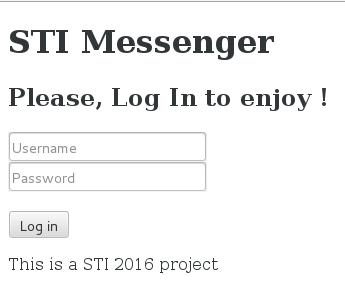 STI Messenger
Please, Log In to enjoy !
Username
Password
Log in
This is a STI 2016 project